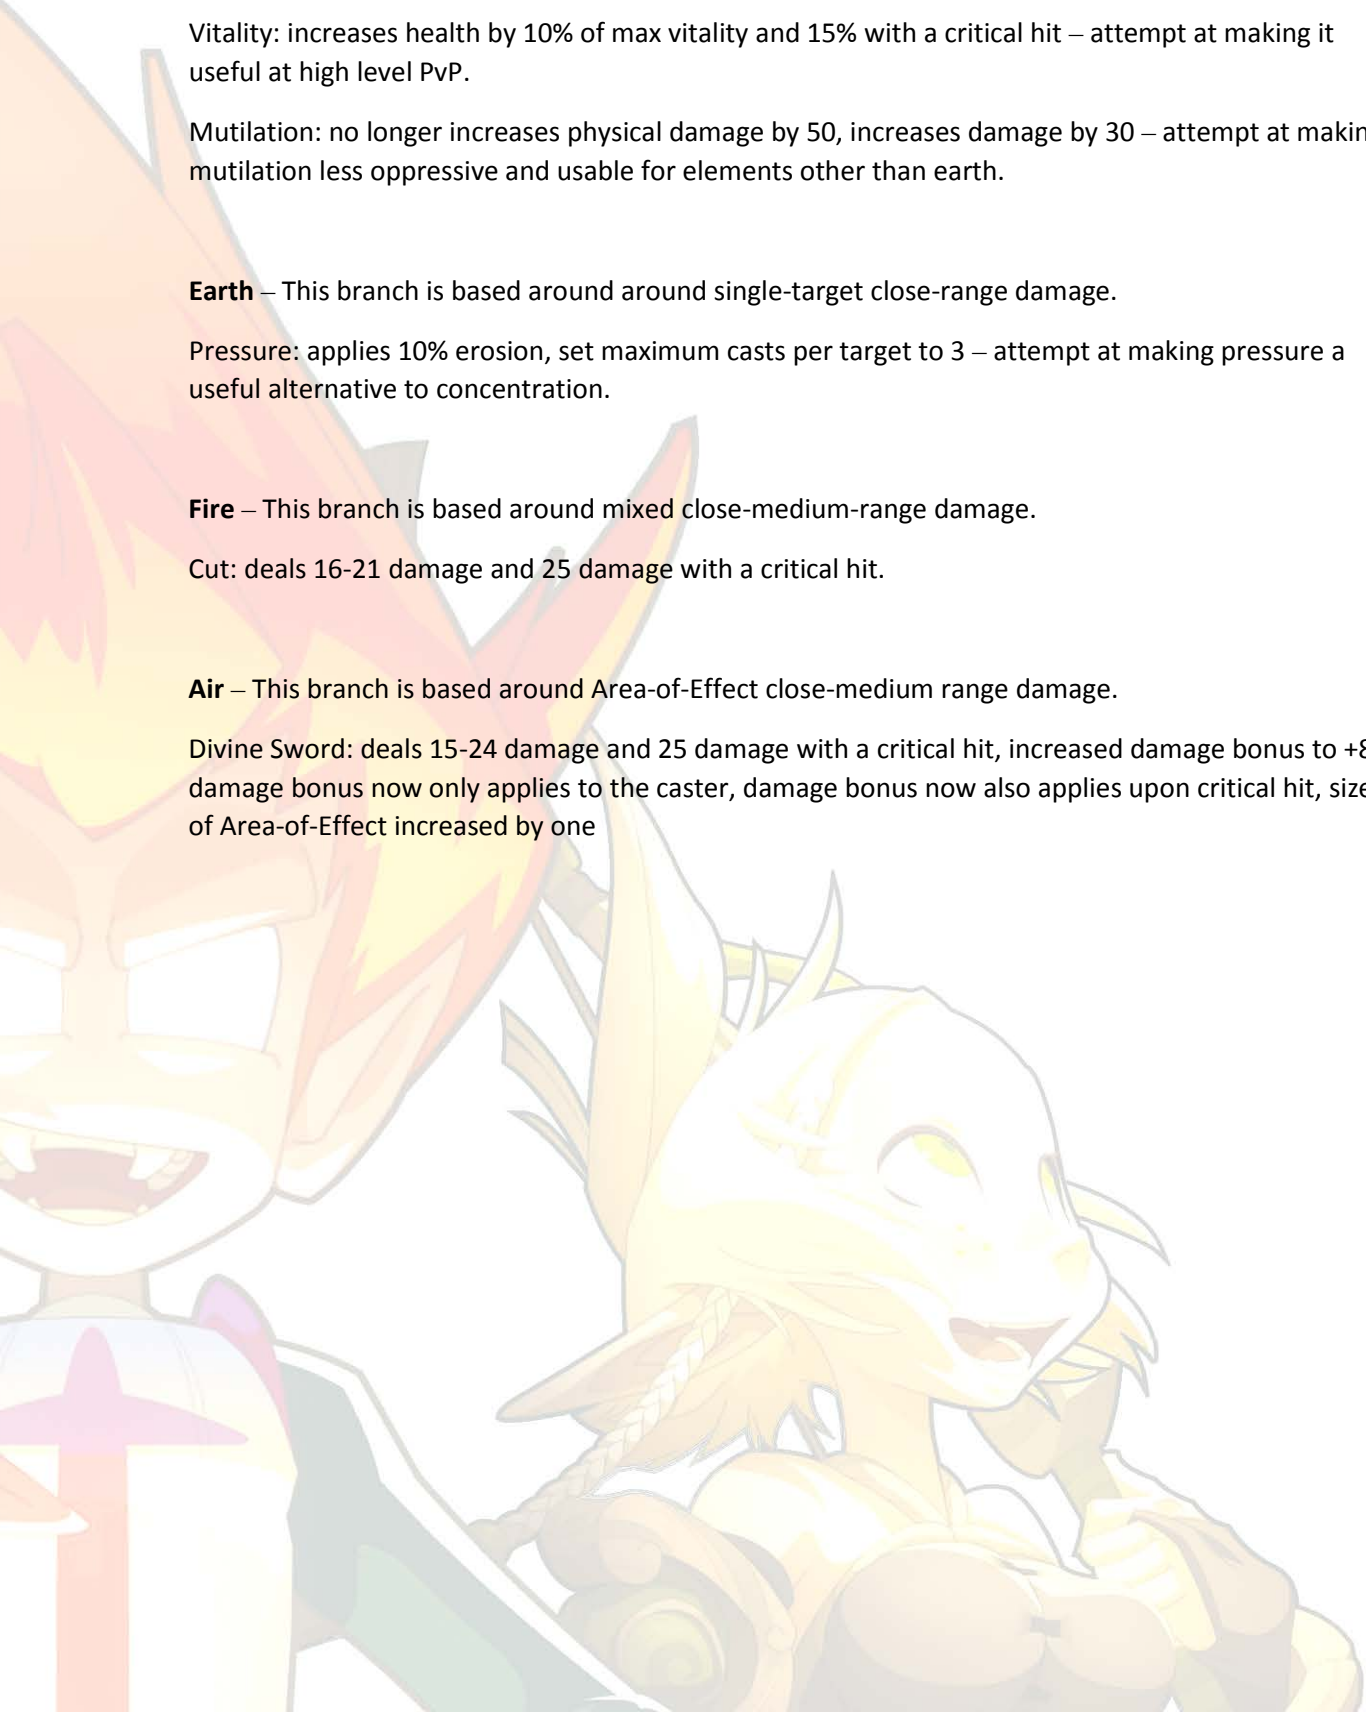 Vitality: increases health by 10% of max vitality and 15% with a critical hit – attempt at making it
useful at high level PvP.
Mutilation: no longer increases physical damage by 50, increases damage by 30 – attempt at
mutilation less oppressive and usable for elements other than earth.
Earth – This branch is based around around single-target close-range damage.
Pressure: applies 10% erosion, set maximum casts per target to 3 – attempt at making pressure a
useful alternative to concentration.
Fire – This branch is based around mixed close-medium-range damage.
Cut: deals 16-21 damage and 25 damage with a critical hit.
Air – This branch is based around Area-of-Effect close-medium range damage.
Divine Sword: deals 15-24 damage and 25 damage with a critical hit, increased damage bonus to
damage bonus now only applies to the caster, damage bonus now also applies upon critical hit, size
of Area-of-Effect increased by one